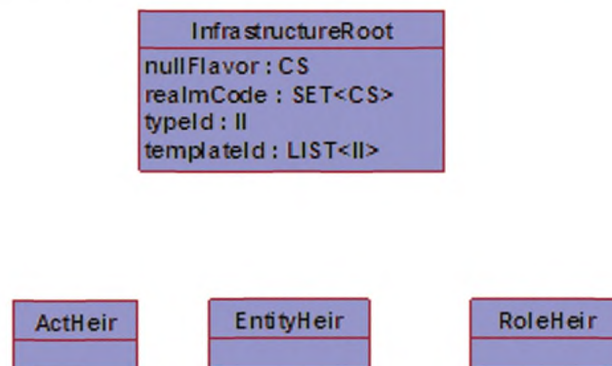 InfrastructureRoot
nullFlavor : CS
realmCode : SET<CS>
typeId : II
templateId : LIST<II>
ActHeir EntityHeir RoleHeir